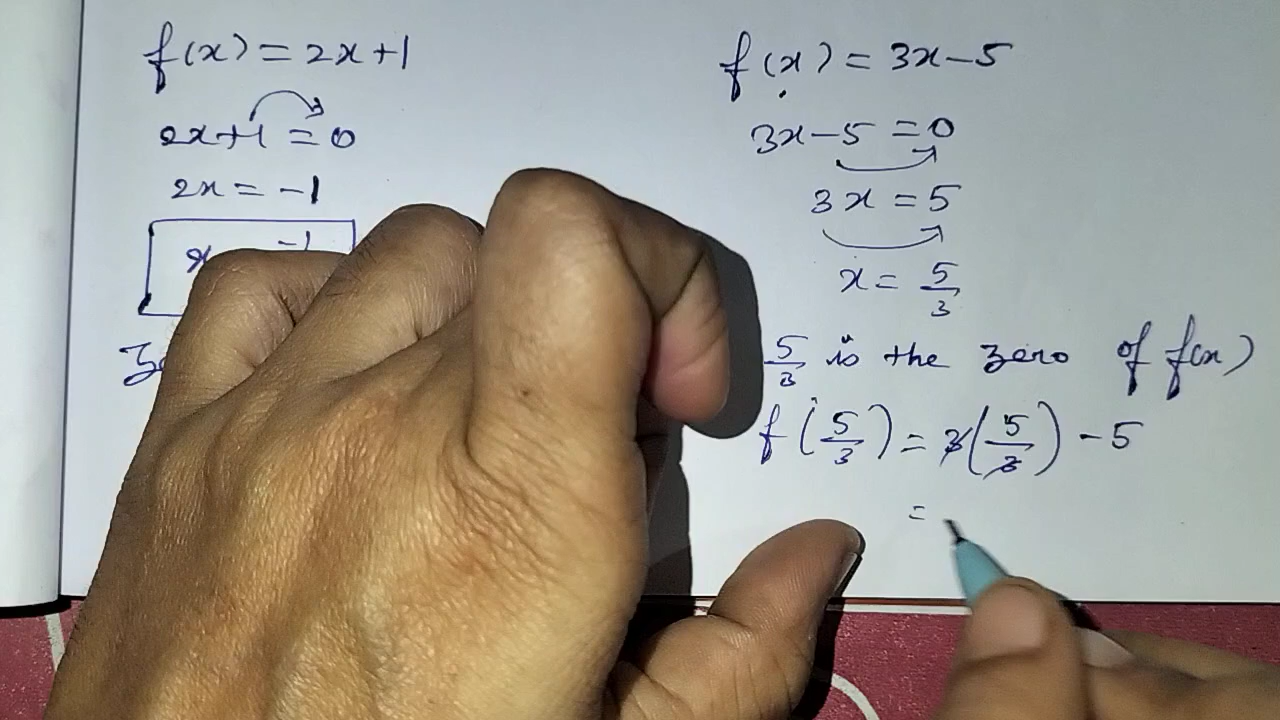 f(x) = 2x+1
2x+1 = 0
2x = -1
x -1
f(x) = 3x-5
3x-5 = 0
3x = 5
x = 5/3
5/3 is the zero of f(x)
f(5/3) = 3(5/3) - 5
=